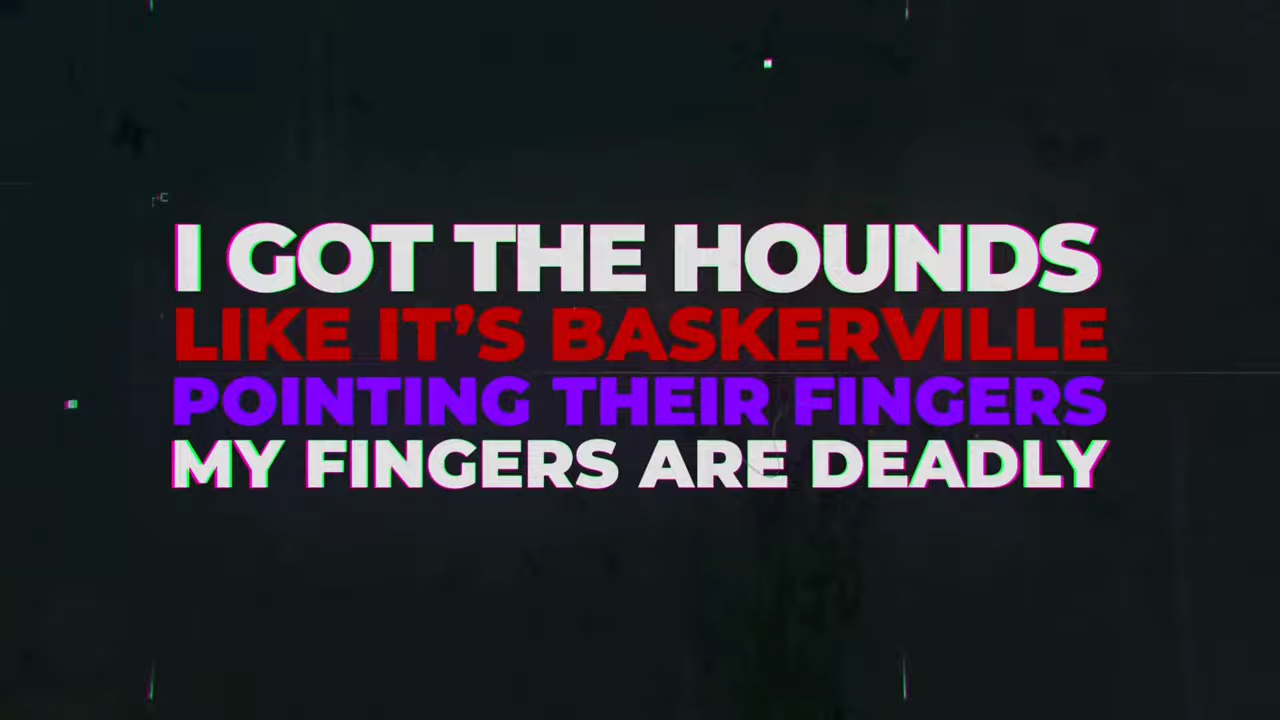 I GOT THE HOUNDS
LIKE IT’S BASKERVILLE
POINTING THEIR FINGERS
MY FINGERS ARE DEADLY